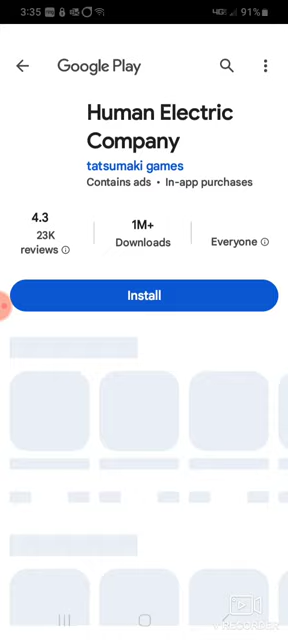 3:35
91%
Google Play
Human Electric
Company
tatsumaki games
Contains ads • In-app purchases
4.3
23K
reviews
1M+
Downloads
Everyone
Install
RECORDER